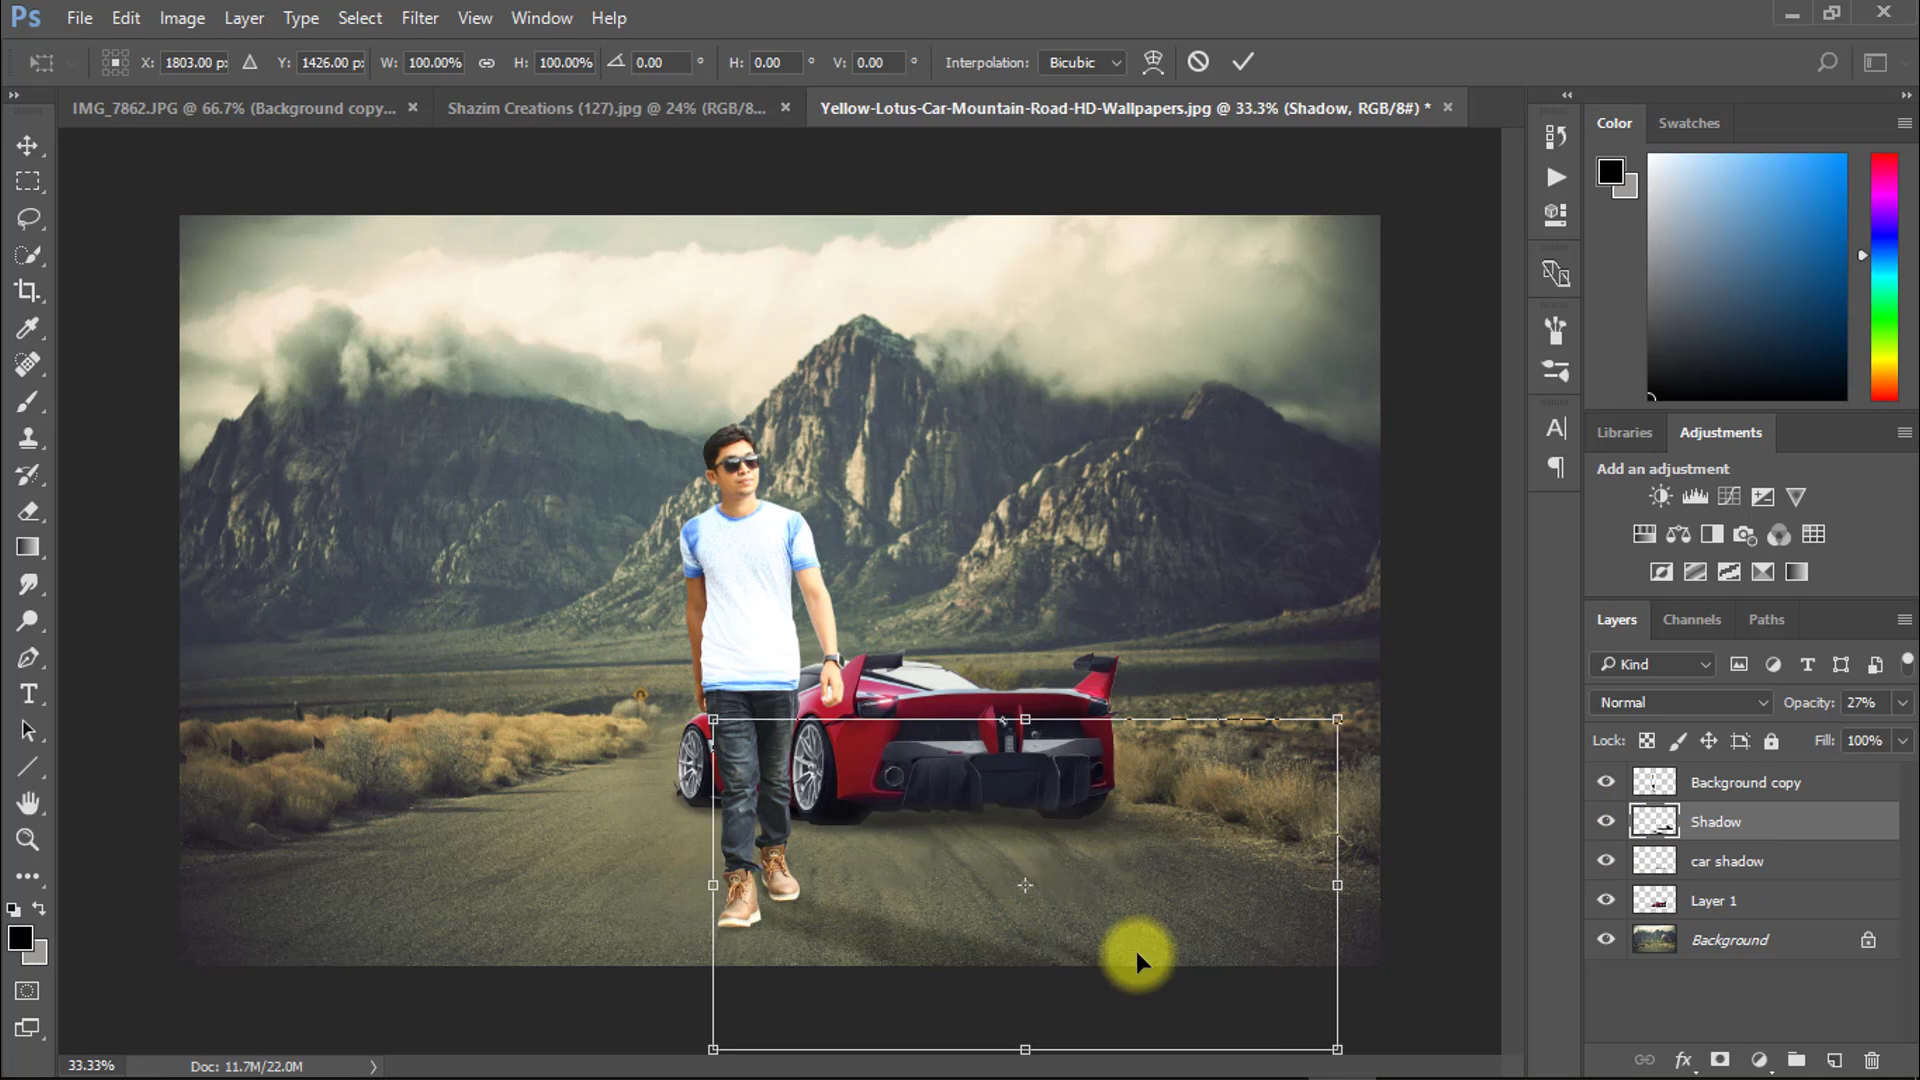 Ps File Edit Image Layer Type Select Filter View Window Help
X: 1803.00 px Y: 1426.00 px W: 100.00% H: 100.00% 0.00 ° H: 0.00 ° V: 0.00 ° Interpolation: Bicubic
IMG_7862.JPG @ 66.7% (Background copy... × Shazim Creations (127).jpg @ 24% (RGB/8... × Yellow-Lotus-Car-Mountain-Road-HD-Wallpapers.jpg @ 33.3% (Shadow, RGB/8#) * ×
Color Swatches
Libraries Adjustments
Add an adjustment
Layers Channels Paths
Kind
Normal Opacity: 27%
Lock: Fill: 100%
Background copy
Shadow
car shadow
Layer 1
Background
33.33% Doc: 11.7M/22.0M